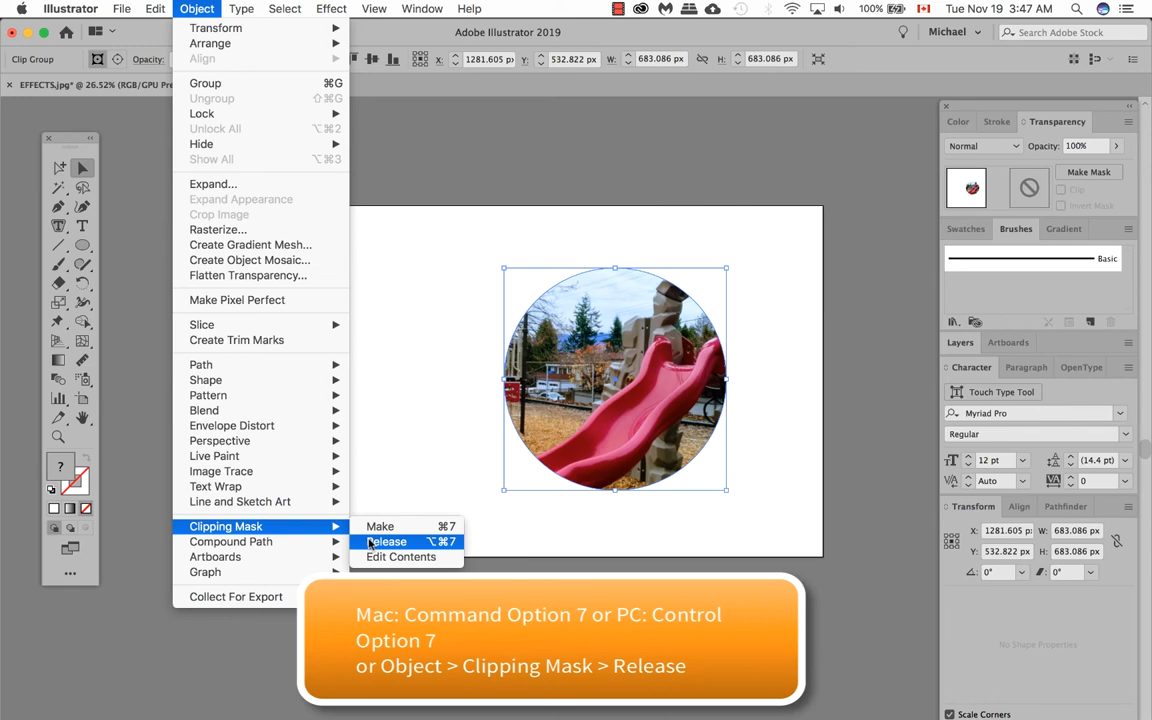 Illustrator File Edit Object Type Select Effect View Window Help 100% Tue Nov 19 3:47 AM
Adobe Illustrator 2019 Michael Search Adobe Stock
Clip Group Opacity: X: 1281.605 p: Y: 532.822 p: W: 683.086 px H: 683.086 px
EFFECTS.jpg* @ 26.52% (RGB/GPU Pre
Transform
Arrange
Align
Group ⌘G
Ungroup ⇧⌘G
Lock
Unlock All ⌥⌘2
Hide
Show All ⌥⌘3
Expand...
Expand Appearance
Crop Image
Rasterize...
Create Gradient Mesh...
Create Object Mosaic...
Flatten Transparency...
Make Pixel Perfect
Slice
Create Trim Marks
Path
Shape
Pattern
Blend
Envelope Distort
Perspective
Live Paint
Image Trace
Text Wrap
Line and Sketch Art
Clipping Mask
Compound Path
Artboards
Graph
Collect For Export
Make ⌘7
Release ⌥⌘7
Edit Contents
?
Mac: Command Option 7 or PC: Control
Option 7
or Object > Clipping Mask > Release
Color Stroke Transparency
Normal Opacity: 100%
Make Mask
Clip
Invert Mask
Swatches Brushes Gradient
Basic
Layers Artboards
Character Paragraph OpenType
Touch Type Tool
Myriad Pro
Regular
12 pt (14.4 pt)
Auto 0
Transform Align Pathfinder
X: 1281.605 p: W: 683.086 px
Y: 532.822 p: H: 683.086 px
0° 0°
No Shape Properties
Scale Corners